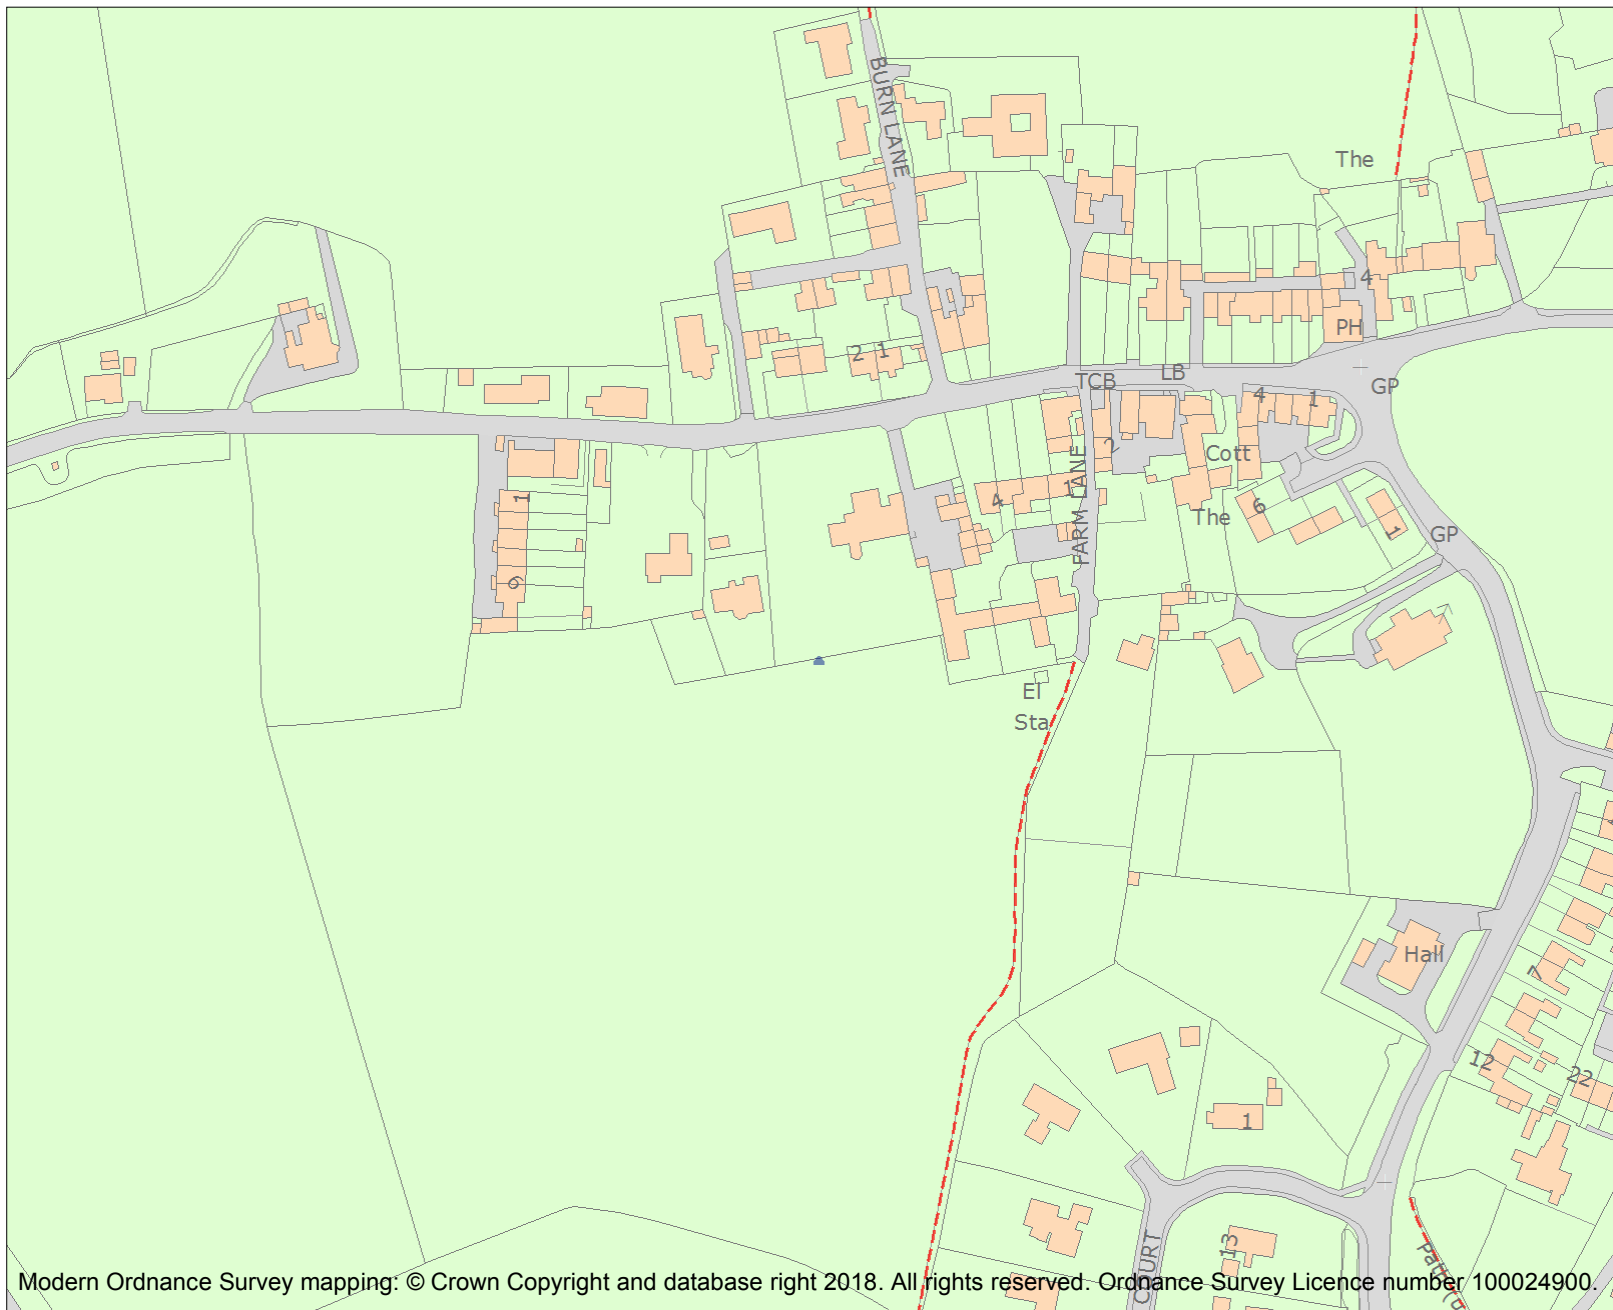 BURN LANE
The
4
PH
2 1
TCB
LB
GP
4
1
2
Cott
FARM LANE
1
4
1
The
6
1
GP
6
El
Sta
Hall
7
12
22
1
13
COURT
Path
Modern Ordnance Survey mapping: © Crown Copyright and database right 2018. All rights reserved. Ordnance Survey Licence number 100024900.